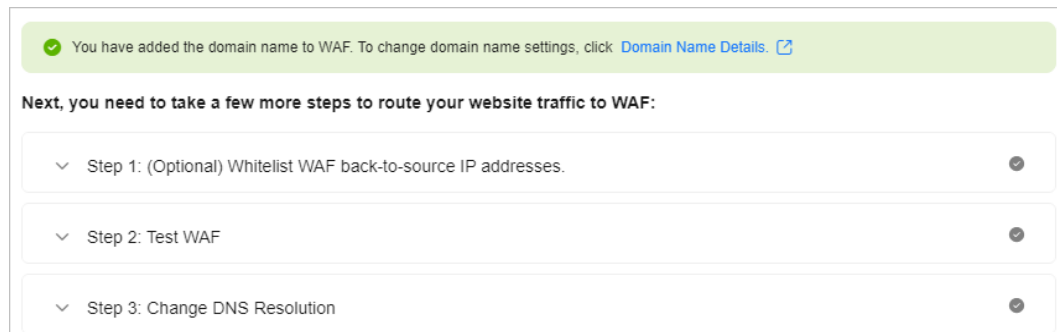 You have added the domain name to WAF. To change domain name settings, click Domain Name Details.
Next, you need to take a few more steps to route your website traffic to WAF:
Step 1: (Optional) Whitelist WAF back-to-source IP addresses.
Step 2: Test WAF
Step 3: Change DNS Resolution